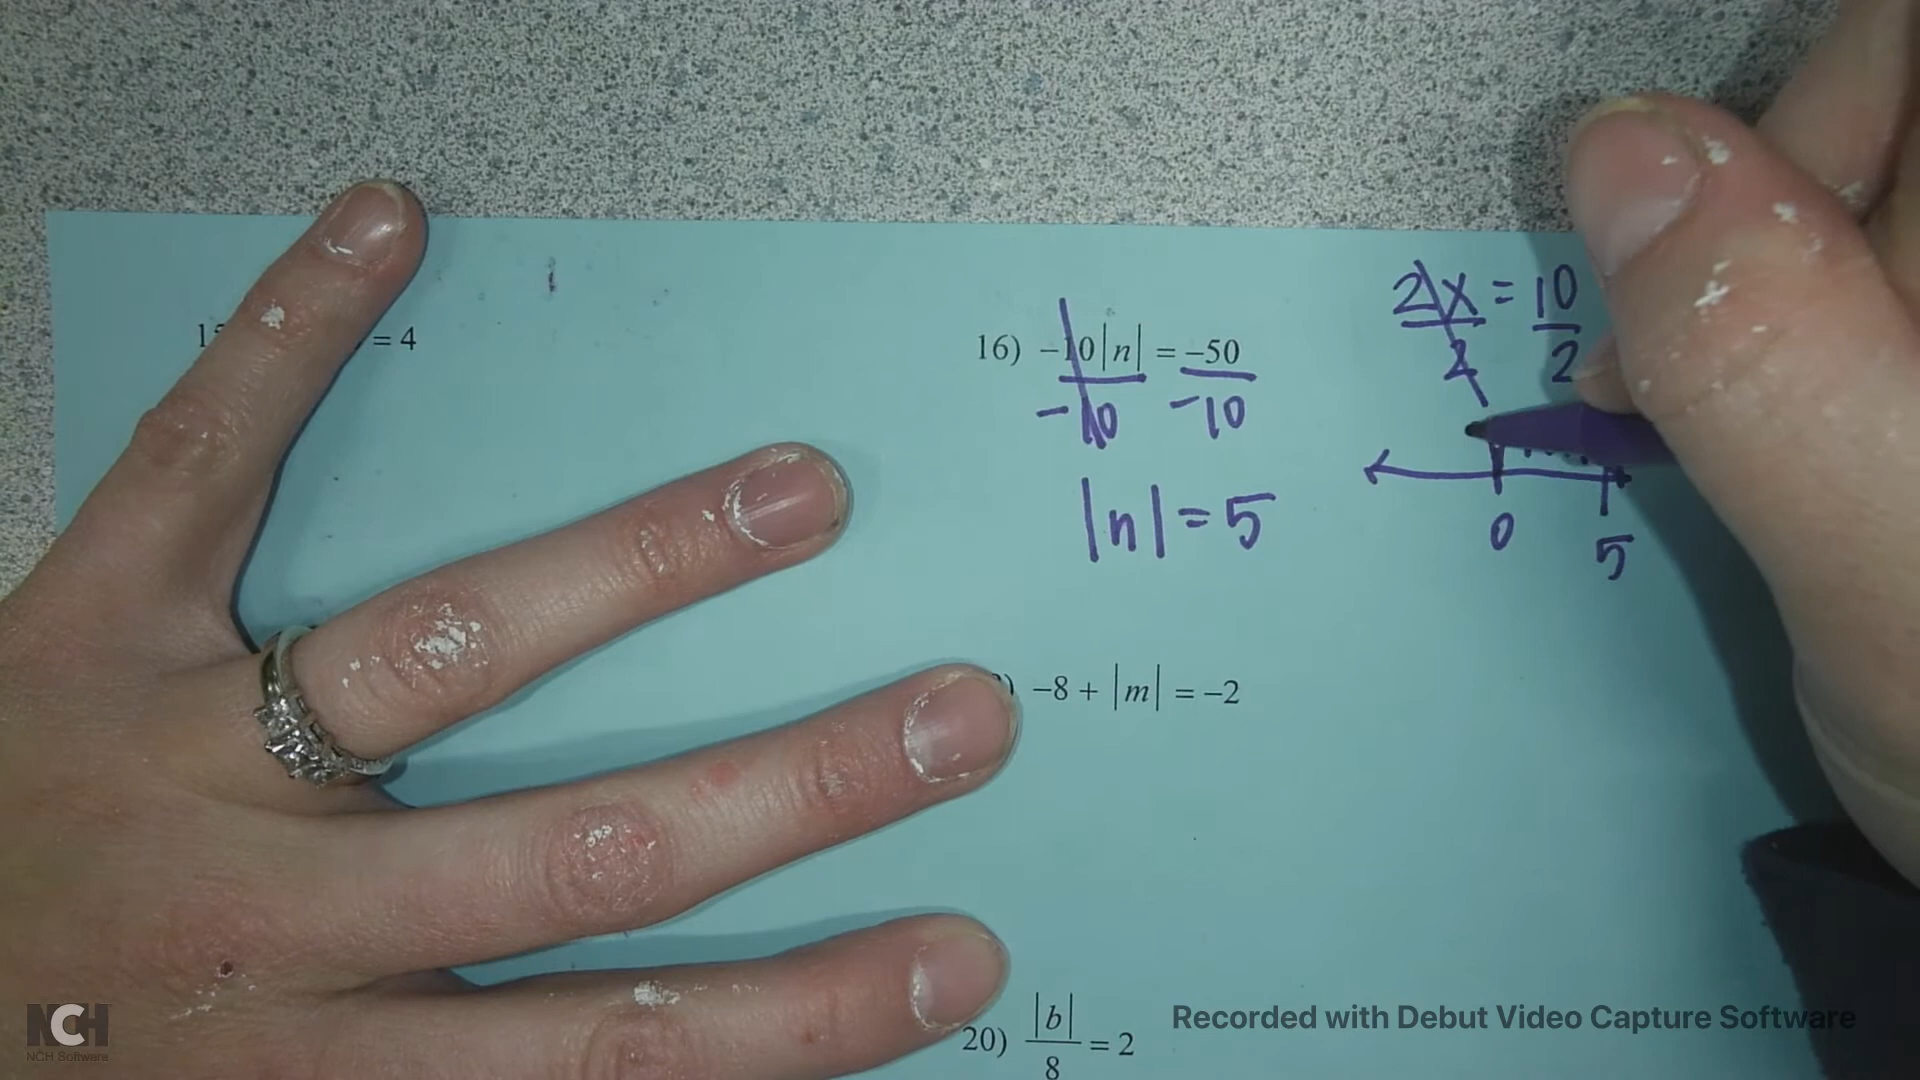 = 4
16) −10|n| = −50
-10 -10
|n| = 5
2x = 10
2 2
0 5
−8 + |m| = −2
20) |b|/8 = 2
NCH
NCH Software
Recorded with Debut Video Capture Software